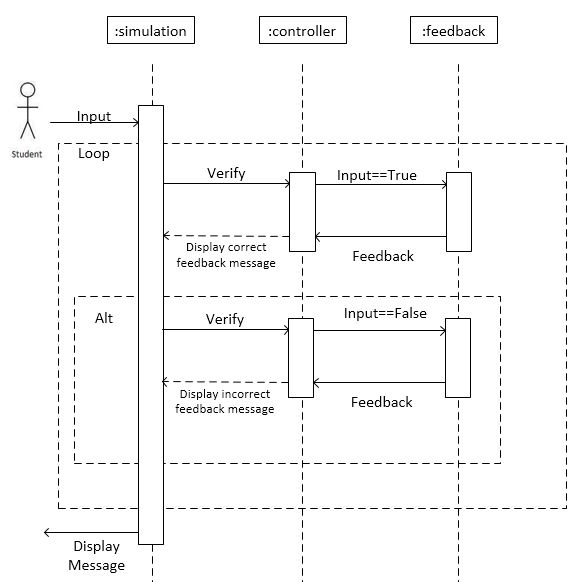 :simulation
:controller
:feedback
Input
Student
Loop
Verify
Input==True
Display correct
feedback message
Feedback
Alt
Verify
Input==False
Display incorrect
feedback message
Feedback
Display
Message